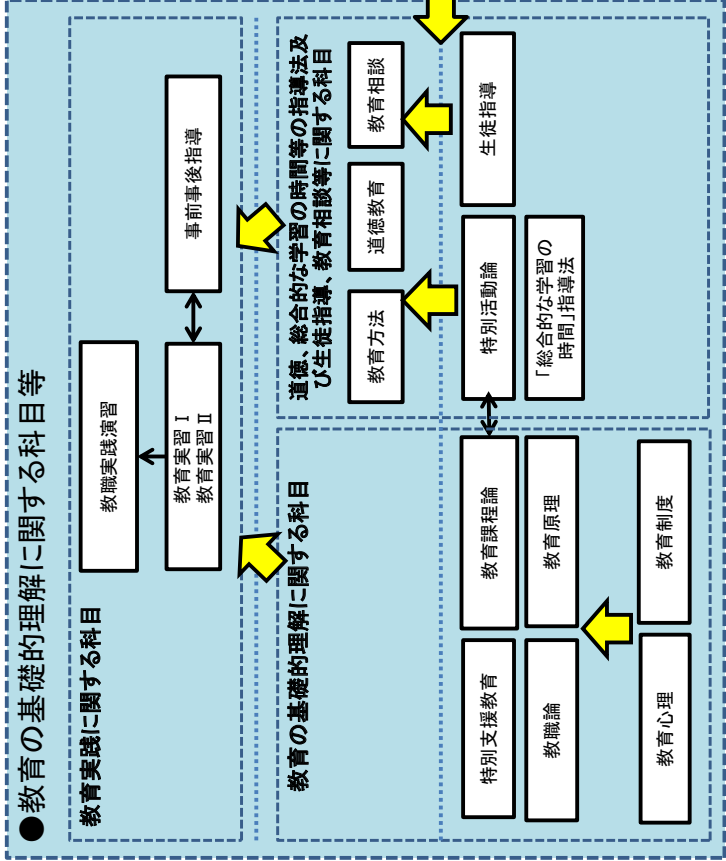 ●教育の基礎的理解に関する科目等
教育実践に関する科目
教職実践演習
教育実習Ⅰ
教育実習Ⅱ
事前事後指導
教育の基礎的理解に関する科目
特別支援教育
教育課程論
教職論
教育原理
教育心理
教育制度
道徳、総合的な学習の時間等の指導法及
び生徒指導、教育相談等に関する科目
教育方法
道徳教育
教育相談
特別活動論
生徒指導
「総合的な学習の
時間」指導法